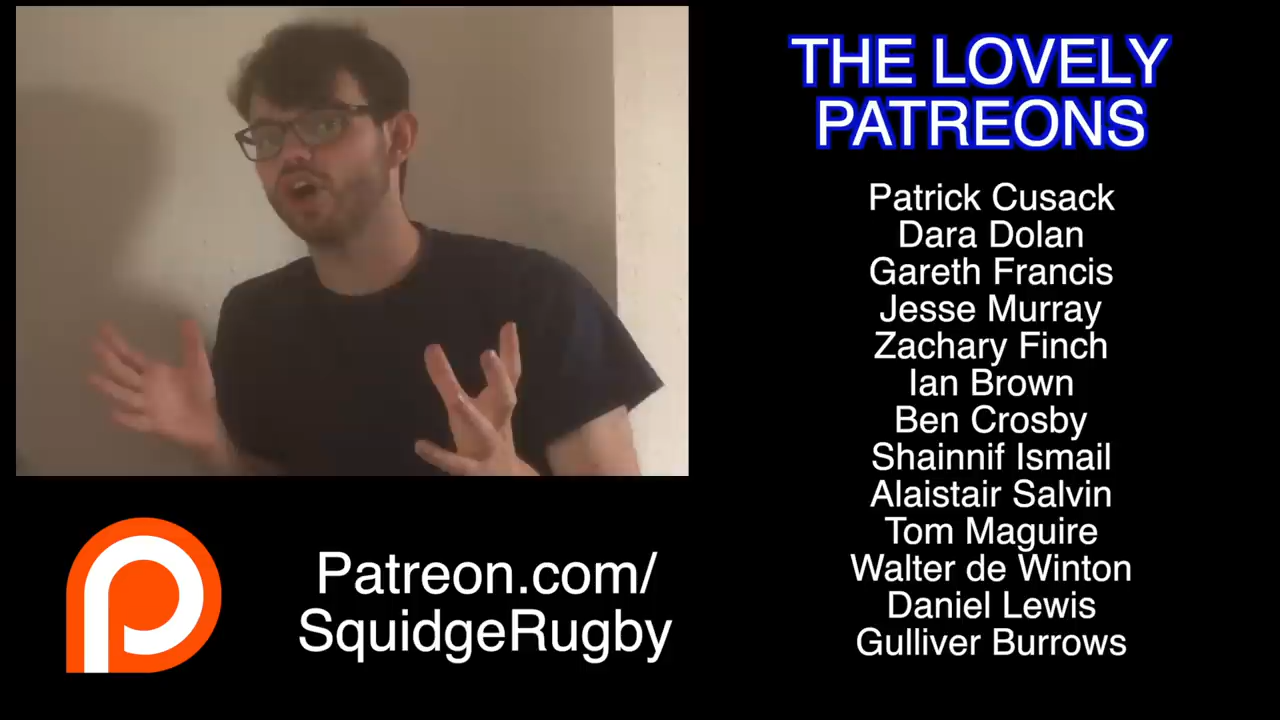 THE LOVELY
PATREONS
Patrick Cusack
Dara Dolan
Gareth Francis
Jesse Murray
Zachary Finch
Ian Brown
Ben Crosby
Shainnif Ismail
Alaistair Salvin
Tom Maguire
Walter de Winton
Daniel Lewis
Gulliver Burrows
Patreon.com/
SquidgeRugby